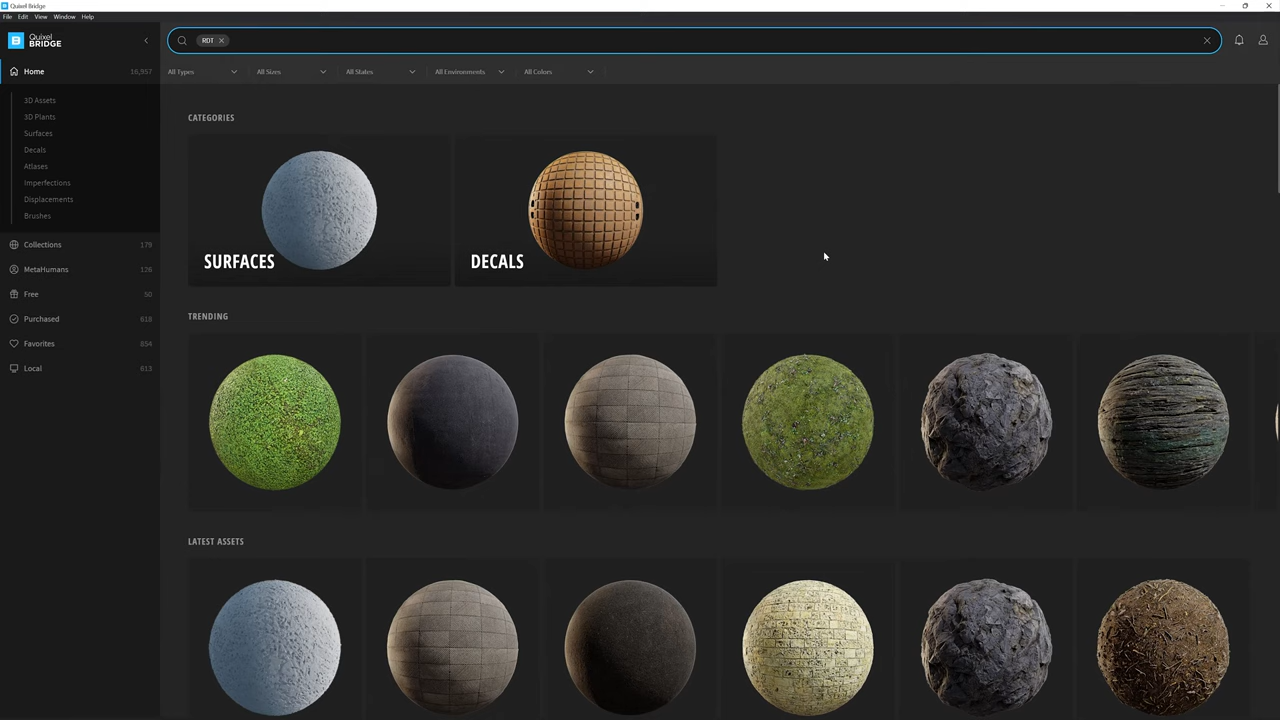 Quixel Bridge
File Edit View Window Help
Quixel
BRIDGE
RDT
Home 16,957
All Types All Sizes All States All Environments All Colors
3D Assets
3D Plants
Surfaces
Decals
Atlases
Imperfections
Displacements
Brushes
Collections 179
MetaHumans 126
Free 50
Purchased 618
Favorites 854
Local 613
CATEGORIES
SURFACES
DECALS
TRENDING
LATEST ASSETS